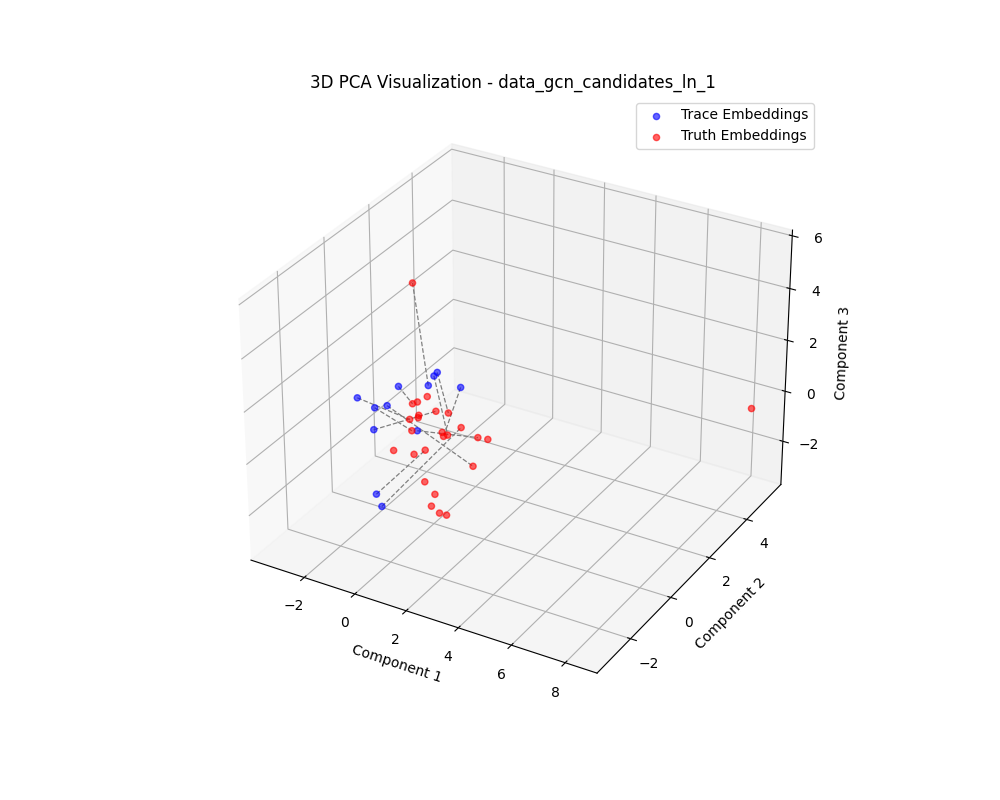 3D PCA Visualization - data_gcn_candidates_ln_1
Trace Embeddings
Truth Embeddings
6
4
2
0
−2
Component 3
4
2
0
−2
Component 2
−2
0
2
4
6
8
Component 1